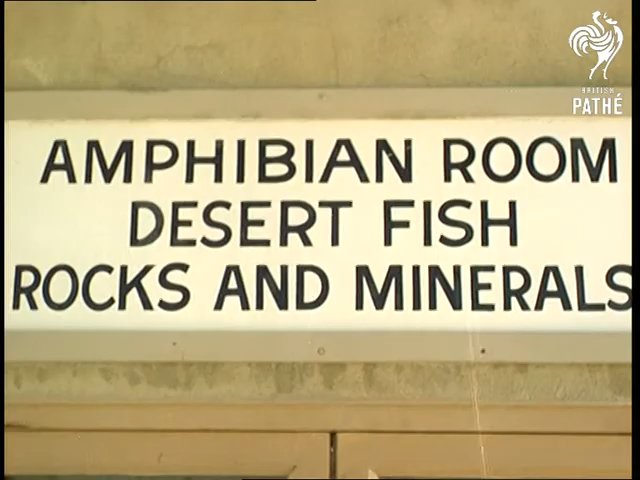 BRITISH
PATHÉ
AMPHIBIAN ROOM
DESERT FISH
ROCKS AND MINERALS